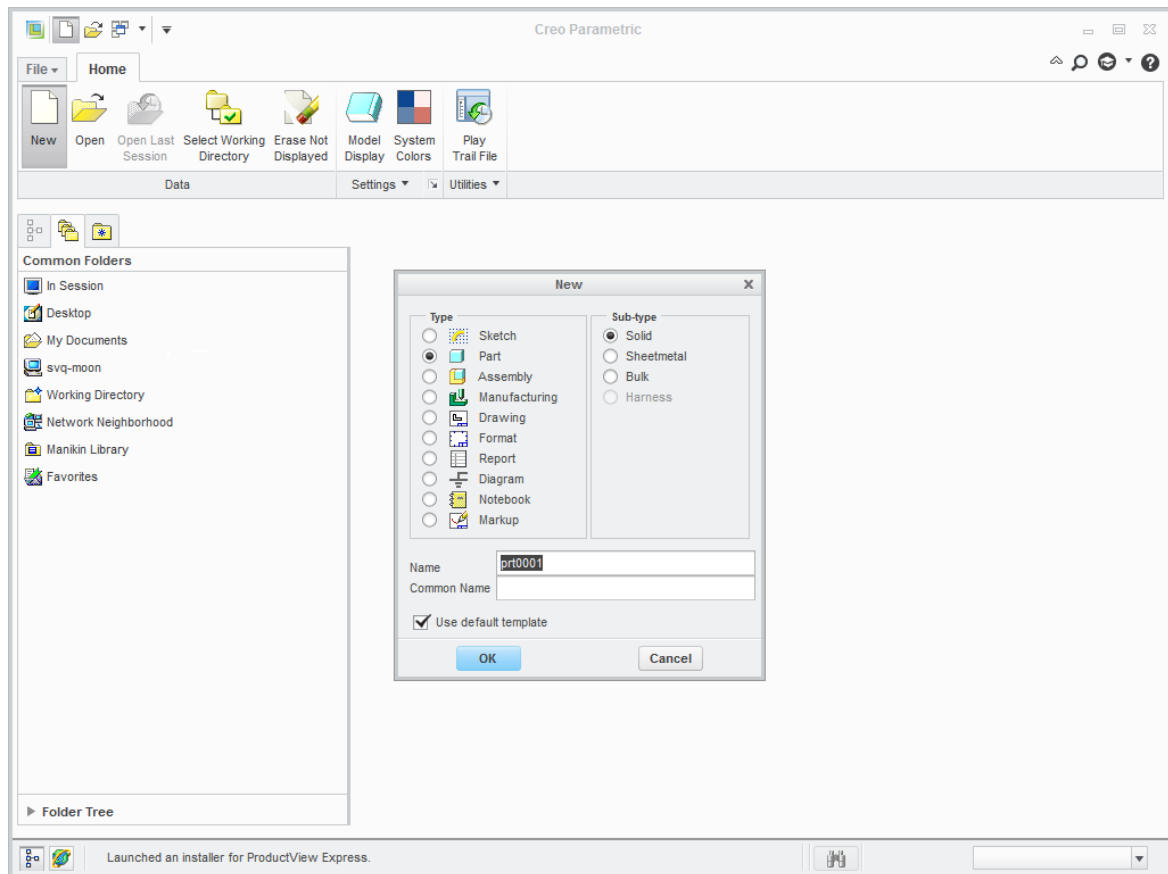 Creo Parametric
File
Home
New
Open
Open Last Session
Select Working Directory
Erase Not Displayed
Model Display
System Colors
Play Trail File
Data
Settings
Utilities
Common Folders
In Session
Desktop
My Documents
svq-moon
Working Directory
Network Neighborhood
Manikin Library
Favorites
Folder Tree
New
Type
Sketch
Part
Assembly
Manufacturing
Drawing
Format
Report
Diagram
Notebook
Markup
Sub-type
Solid
Sheetmetal
Bulk
Harness
Name
prt0001
Common Name
Use default template
OK
Cancel
Launched an installer for ProductView Express.